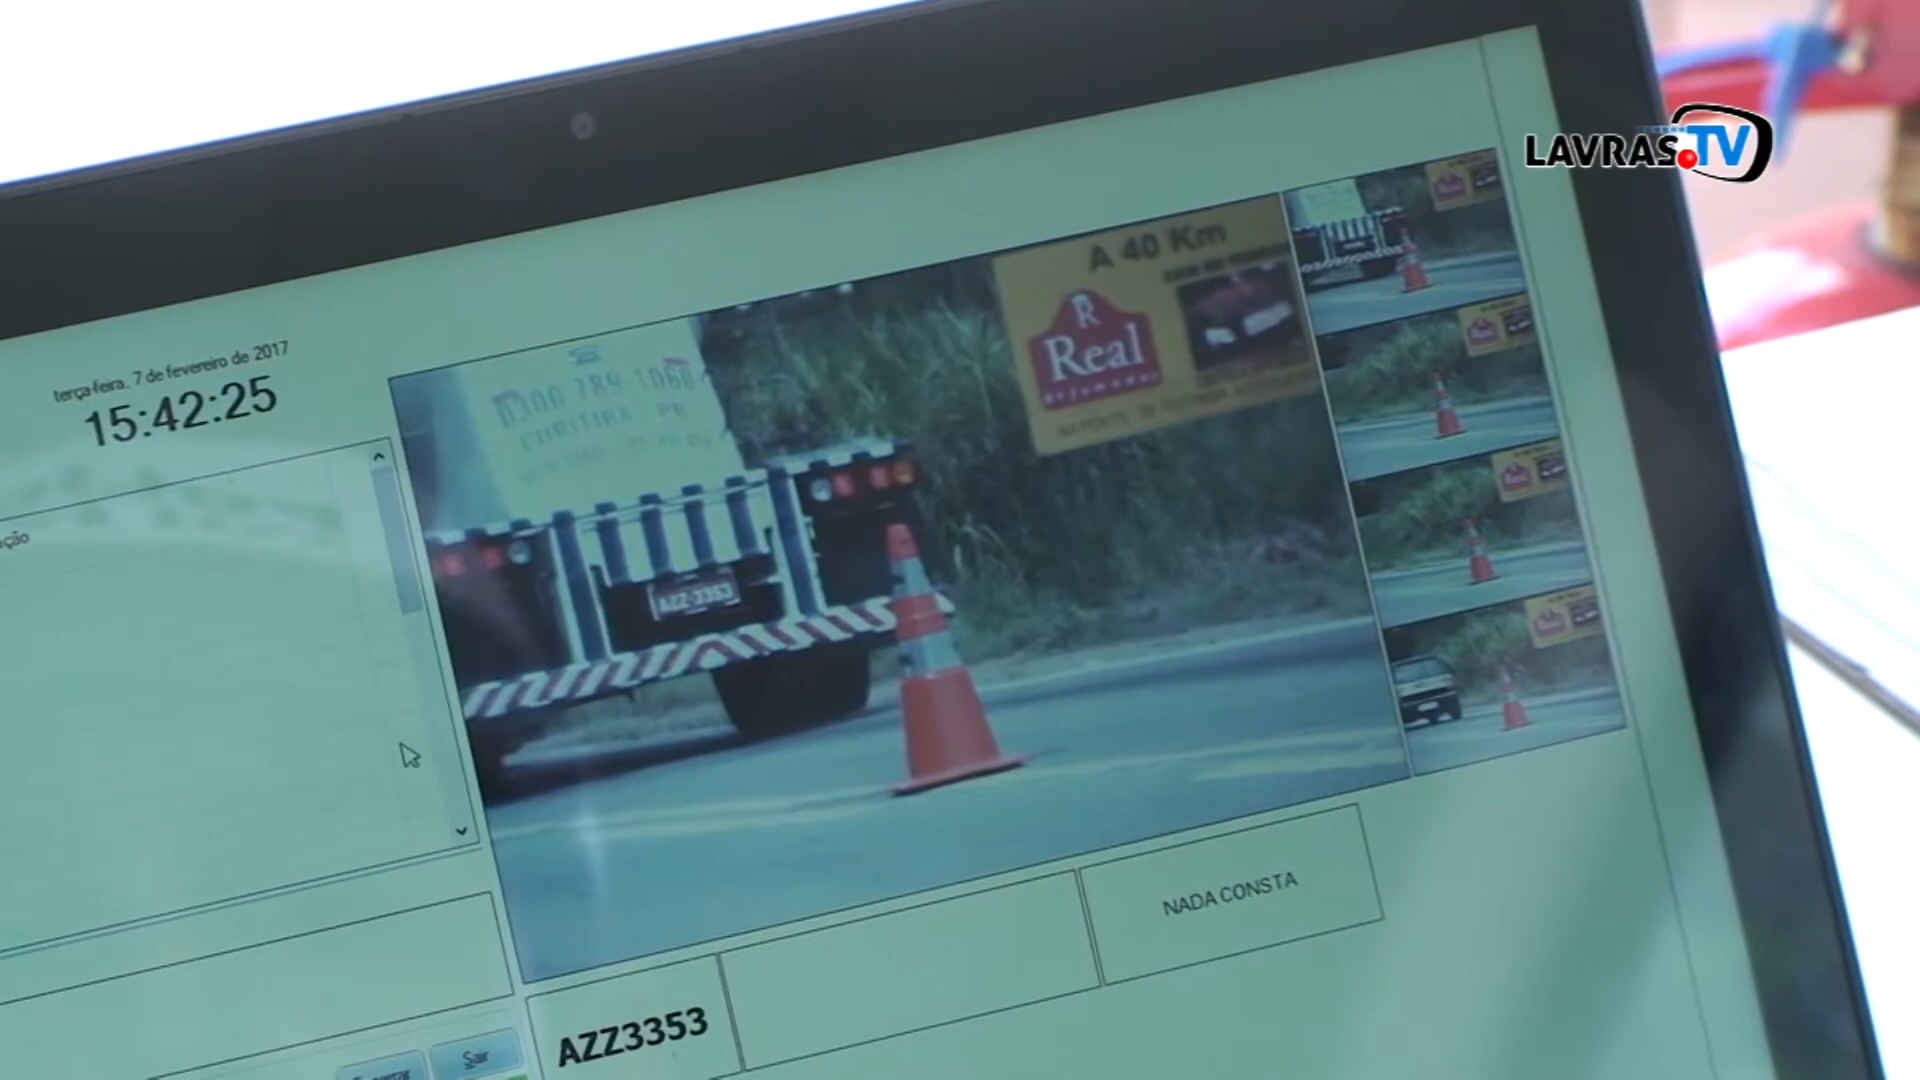 LAVRAS.TV
A 40 Km
R
Real
terça-feira, 7 de fevereiro de 2017
15:42:25
0300 789 1060
CURITIBA PR
AZZ-3353
NADA CONSTA
AZZ3353
Sair